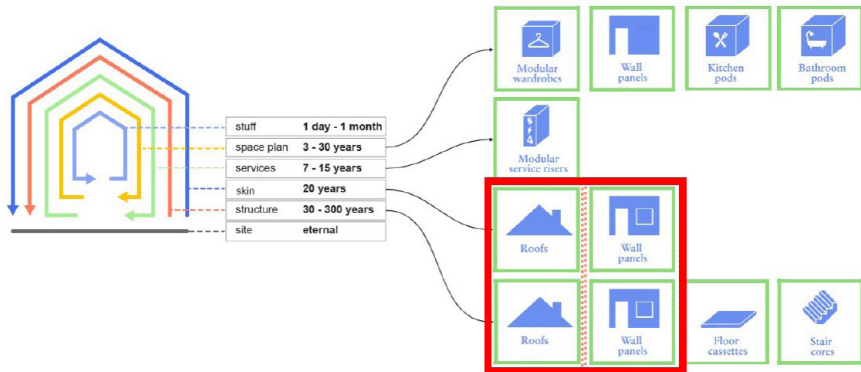 Modular
wardrobes
Wall
panels
Kitchen
pods
Bathroom
pods
stuff 1 day - 1 month
space plan 3 - 30 years
services 7 - 15 years
skin 20 years
structure 30 - 300 years
site eternal
Modular
service risers
Roofs
Wall
panels
Roofs
Wall
panels
Floor
cassettes
Stair
cores